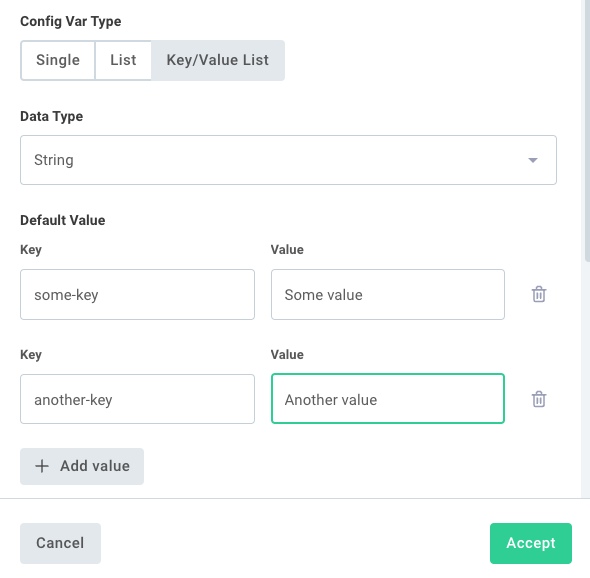 Config Var Type
Single List Key/Value List
Data Type
String
Default Value
Key Value
some-key Some value
Key Value
another-key Another value
Add value
Cancel Accept